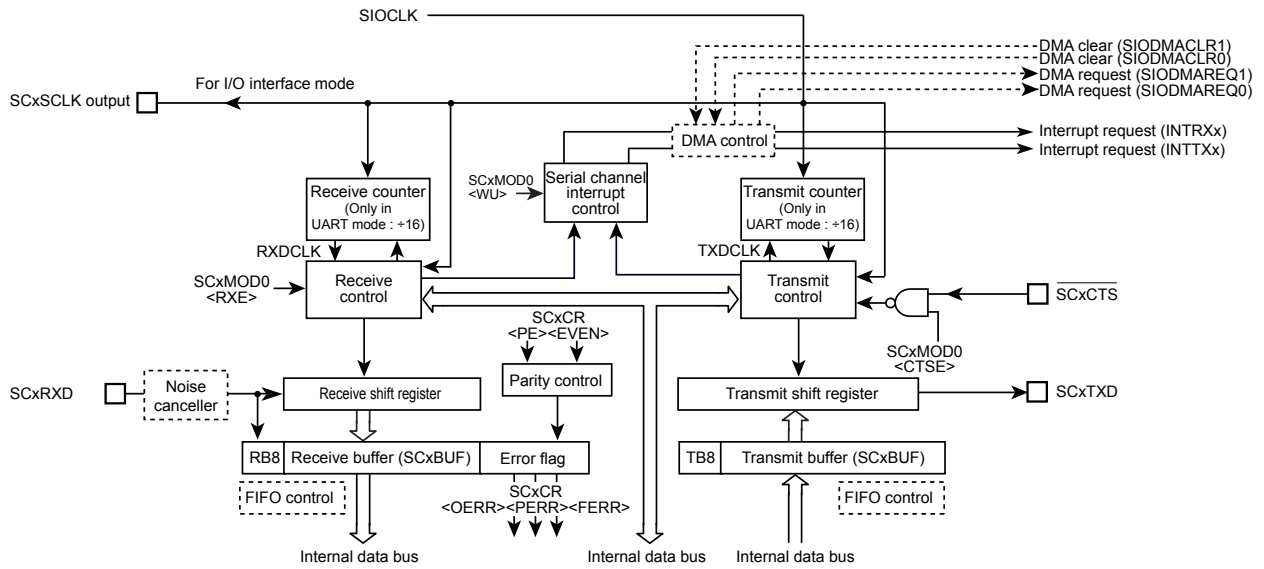 SIOCLK
DMA clear (SIODMACLR1)
DMA clear (SIODMACLR0)
DMA request (SIODMAREQ1)
DMA request (SIODMAREQ0)
For I/O interface mode
SCxSCLK output
DMA control
Interrupt request (INTRXx)
Interrupt request (INTTXx)
Receive counter
(Only in
UART mode : ÷16)
SCxMOD0
<WU>
Serial channel
interrupt
control
Transmit counter
(Only in
UART mode : ÷16)
RXDCLK
TXDCLK
SCxMOD0
<RXE>
Receive
control
Transmit
control
SCxCTS
SCxCR
<PE><EVEN>
SCxMOD0
<CTSE>
SCxRXD
Noise
canceller
Receive shift register
Parity control
Transmit shift register
SCxTXD
RB8
Receive buffer (SCxBUF)
Error flag
TB8
Transmit buffer (SCxBUF)
FIFO control
SCxCR
<OERR><PERR><FERR>
FIFO control
Internal data bus
Internal data bus
Internal data bus